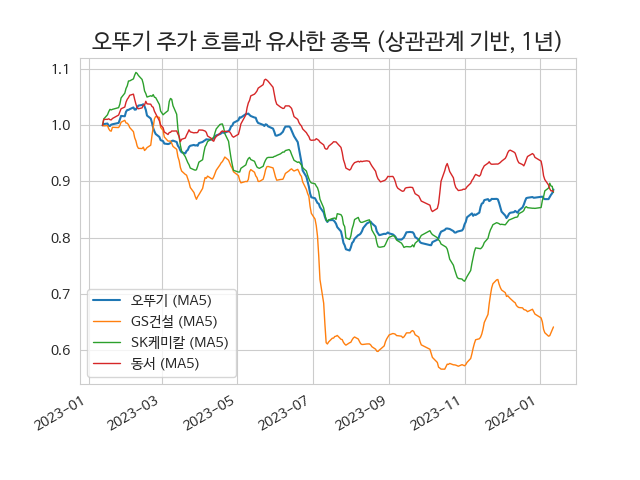 오뚜기 주가 흐름과 유사한 종목 (상관관계 기반, 1년)
1.1
1.0
0.9
0.8
0.7
0.6
오뚜기 (MA5)
GS건설 (MA5)
SK케미칼 (MA5)
동서 (MA5)
2023-01
2023-03
2023-05
2023-07
2023-09
2023-11
2024-01